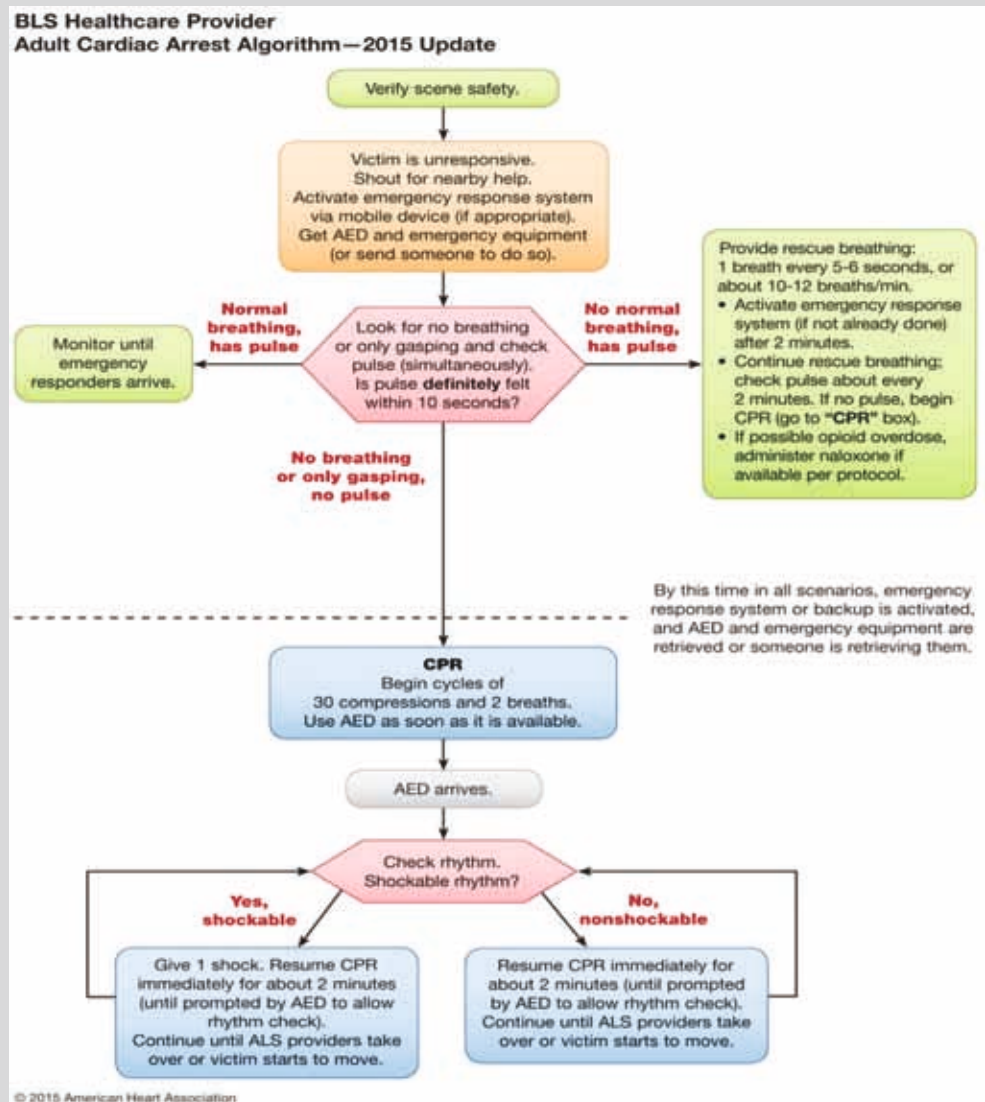 BLS Healthcare Provider
Adult Cardiac Arrest Algorithm—2015 Update
Verify scene safety.
Victim is unresponsive.
Shout for nearby help.
Activate emergency response system
via mobile device (if appropriate).
Get AED and emergency equipment
(or send someone to do so).
Normal
breathing,
has pulse
Monitor until
emergency
responders arrive.
Look for no breathing
or only gasping and check
pulse (simultaneously).
Is pulse definitely felt
within 10 seconds?
No normal
breathing,
has pulse
Provide rescue breathing:
1 breath every 5-6 seconds, or
about 10-12 breaths/min.
• Activate emergency response
system (if not already done)
after 2 minutes.
• Continue rescue breathing;
check pulse about every
2 minutes. If no pulse, begin
CPR (go to "CPR" box).
• If possible opioid overdose,
administer naloxone if
available per protocol.
No breathing
or only gasping,
no pulse
By this time in all scenarios, emergency
response system or backup is activated,
and AED and emergency equipment are
retrieved or someone is retrieving them.
CPR
Begin cycles of
30 compressions and 2 breaths.
Use AED as soon as it is available.
AED arrives.
Check rhythm.
Shockable rhythm?
Yes,
shockable
No,
nonshockable
Give 1 shock. Resume CPR
immediately for about 2 minutes
(until prompted by AED to allow
rhythm check).
Continue until ALS providers take
over or victim starts to move.
Resume CPR immediately for
about 2 minutes (until prompted
by AED to allow rhythm check).
Continue until ALS providers take
over or victim starts to move.
© 2015 American Heart Association